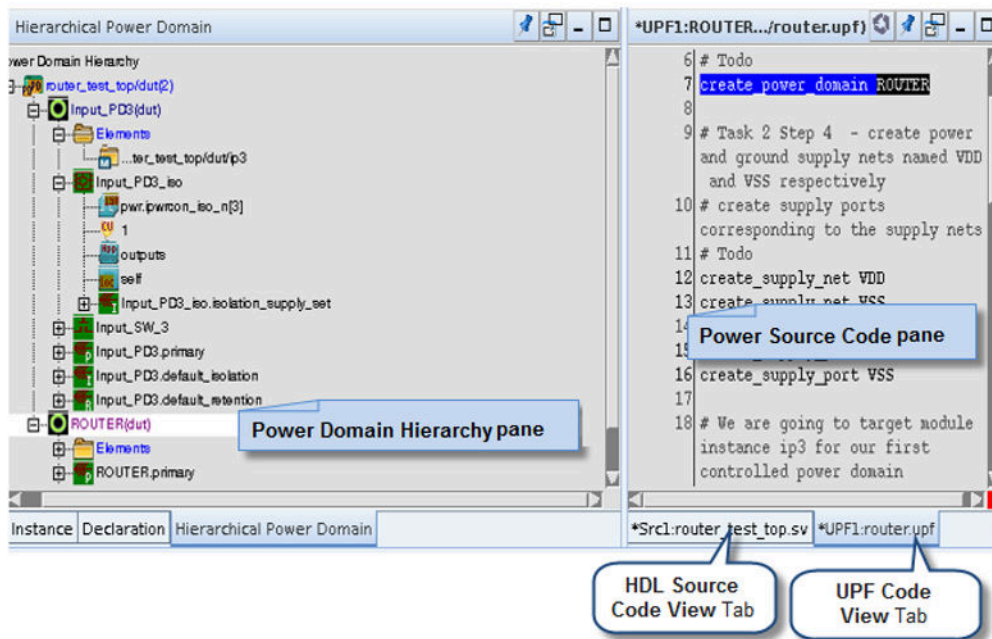 Hierarchical Power Domain
ower Domain Hierarchy
router_test_top/dut(2)
Input_PD3(dut)
Elements
...ter_test_top/dut/ip3
Input_PD3_iso
pwr.ipwrcon_iso_n[3]
1
outputs
self
Input_PD3_iso.isolation_supply_set
Input_SW_3
Input_PD3.primary
Input_PD3.default_isolation
Input_PD3.default_retention
ROUTER(dut)
Elements
ROUTER.primary
Power Domain Hierarchy pane
Instance Declaration Hierarchical Power Domain
*UPF1:ROUTER.../router.upf)
6 # Todo
7 create_power_domain ROUTER
8
9 # Task 2 Step 4 - create power
and ground supply nets named VDD
and VSS respectively
10 # create supply ports
corresponding to the supply nets
11 # Todo
12 create_supply_net VDD
13 create_supply_net VSS
14
15
Power Source Code pane
16 create_supply_port VSS
17
18 # We are going to target module
instance ip3 for our first
controlled power domain
*Src1:router_test_top.sv *UPF1:router.upf
HDL Source
Code View Tab
UPF Code
View Tab